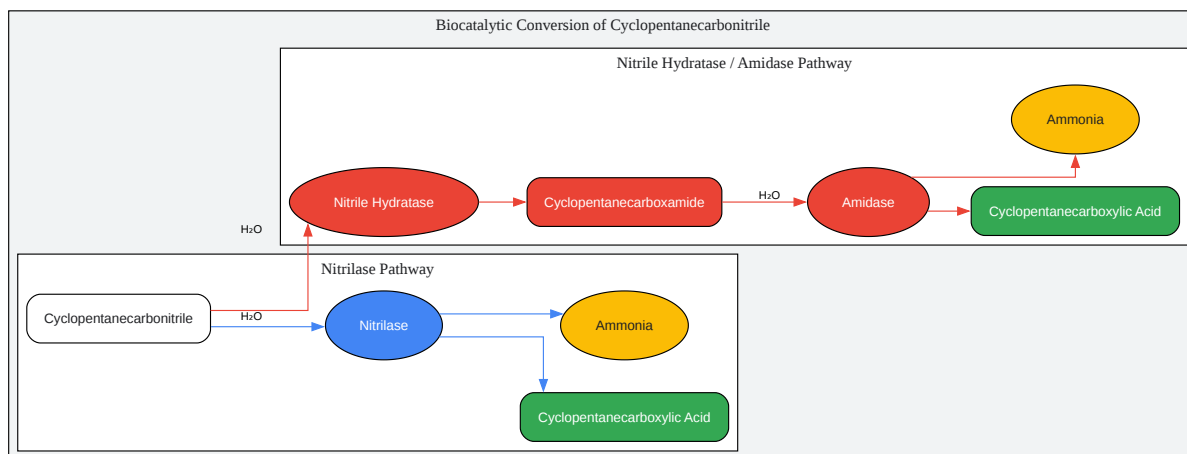 Biocatalytic Conversion of Cyclopentanecarbonitrile
Nitrile Hydratase / Amidase Pathway
Ammonia
Nitrile Hydratase
Cyclopentanecarboxamide
H₂O
Amidase
Cyclopentanecarboxylic Acid
H₂O
Nitrilase Pathway
Cyclopentanecarbonitrile
H₂O
Nitrilase
Ammonia
Cyclopentanecarboxylic Acid